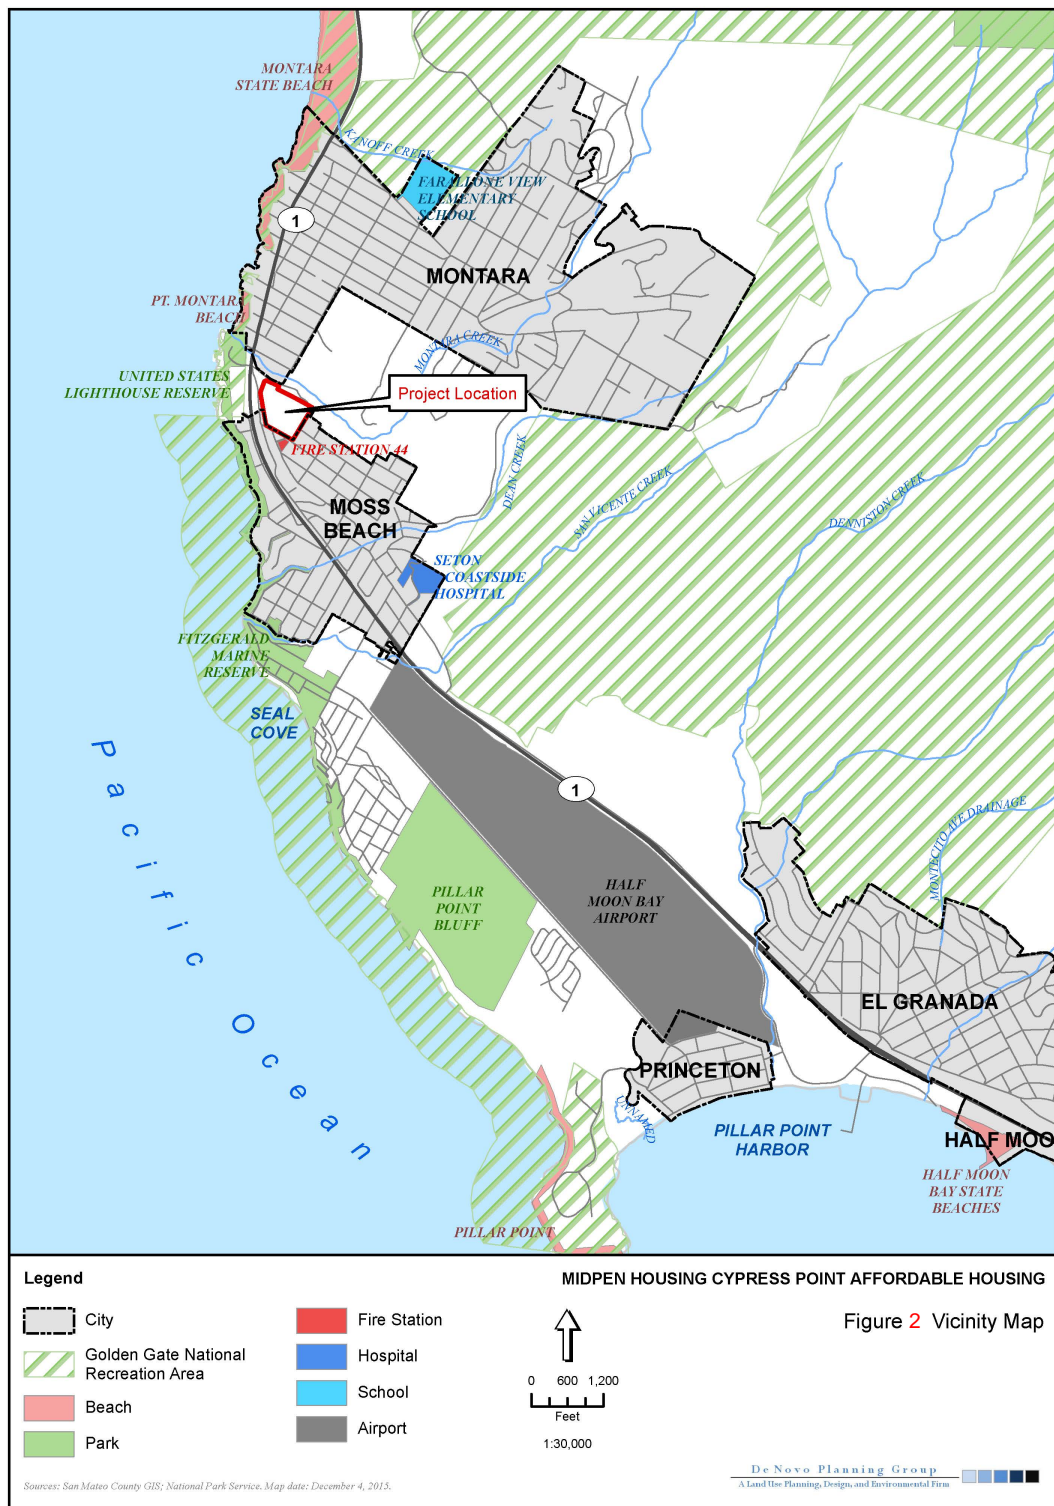 MONTARA
STATE BEACH
KANOFF CREEK
FARALLONE VIEW
ELEMENTARY
SCHOOL
1
MONTARA
PT. MONTARA
BEACH
MONTARA CREEK
UNITED STATES
LIGHTHOUSE RESERVE
Project Location
FIRE STATION 44
DEAN CREEK
SAN VICENTE CREEK
DENNISTON CREEK
MOSS
BEACH
SETON
COASTSIDE
HOSPITAL
FITZGERALD
MARINE
RESERVE
SEAL
COVE
Pacific Ocean
1
MONTECITO AVE DRAINAGE
PILLAR
POINT
BLUFF
HALF
MOON BAY
AIRPORT
EL GRANADA
PRINCETON
UNNAMED
PILLAR POINT
HARBOR
HALF MOO
HALF MOON
BAY STATE
BEACHES
PILLAR POINT
Legend
City
Golden Gate National
Recreation Area
Beach
Park
Fire Station
Hospital
School
Airport
0 600 1,200
Feet
1:30,000
MIDPEN HOUSING CYPRESS POINT AFFORDABLE HOUSING
Figure 2 Vicinity Map
Sources: San Mateo County GIS; National Park Service. Map date: December 4, 2015.
De Novo Planning Group
A Land Use Planning, Design, and Environmental Firm